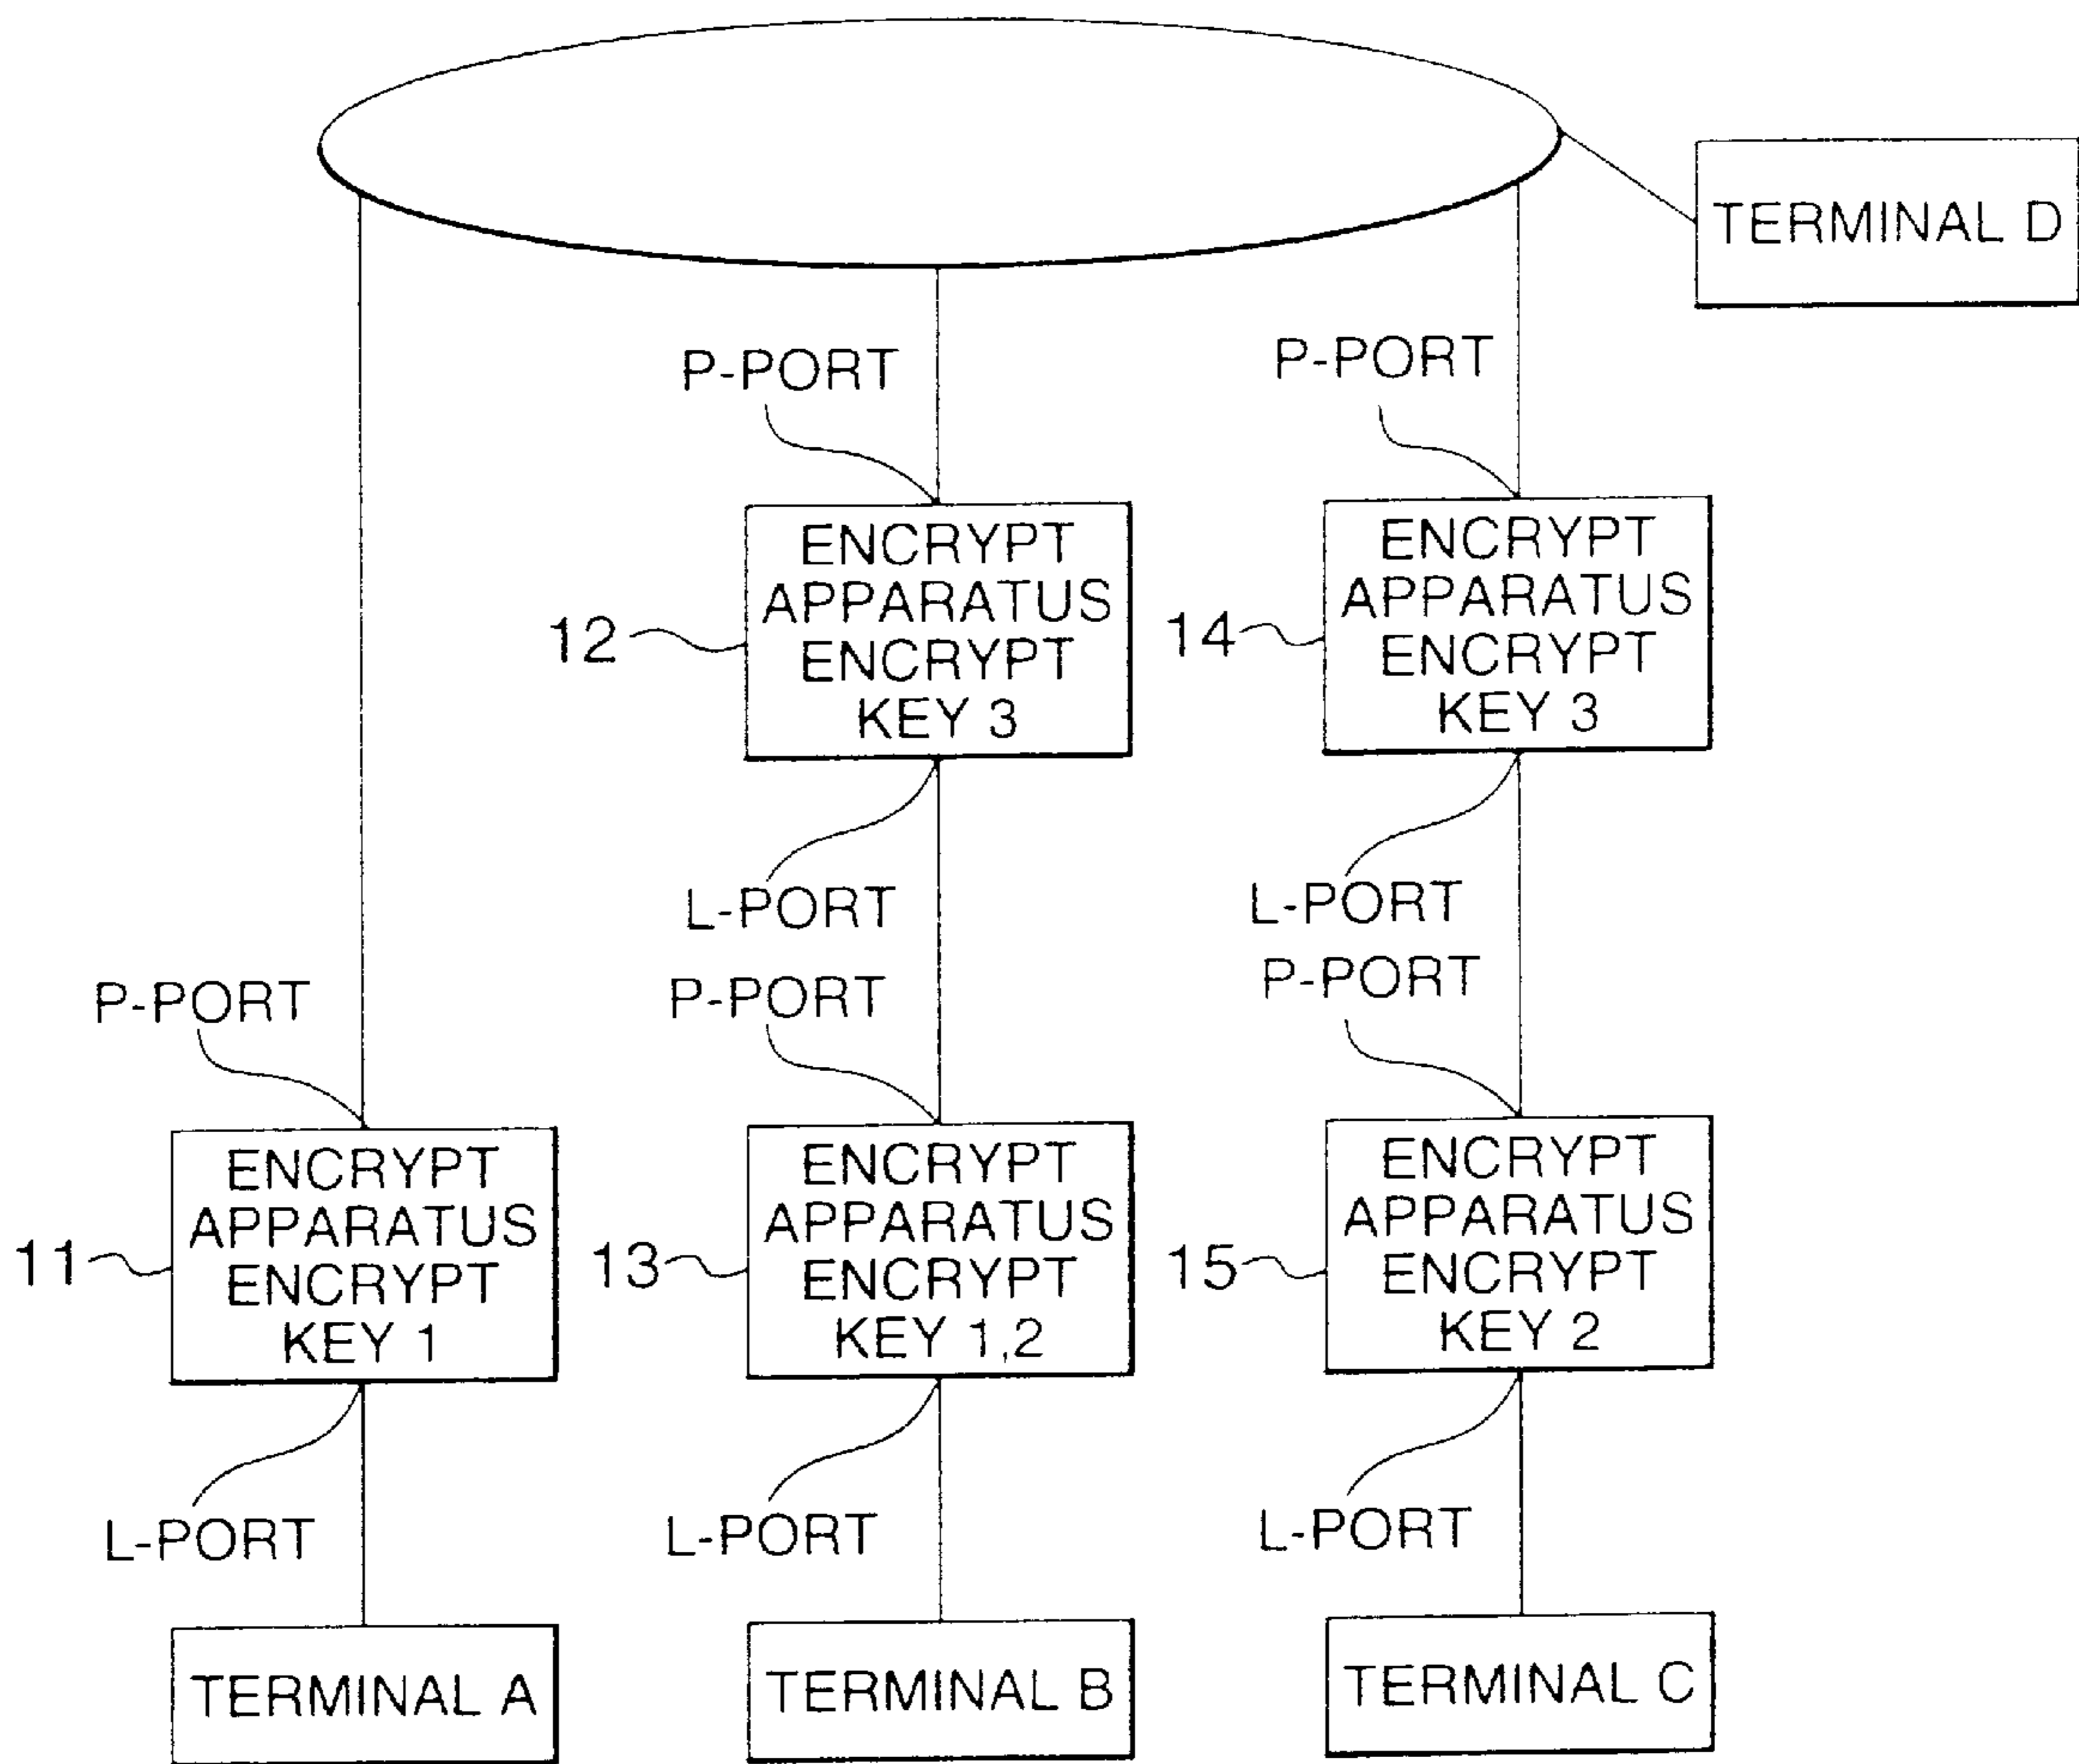 TERMINAL D
P-PORT
P-PORT
ENCRYPT
APPARATUS
ENCRYPT
KEY 3
12
ENCRYPT
APPARATUS
ENCRYPT
KEY 3
14
L-PORT
L-PORT
P-PORT
P-PORT
P-PORT
ENCRYPT
APPARATUS
ENCRYPT
KEY 1
11
ENCRYPT
APPARATUS
ENCRYPT
KEY 1,2
13
ENCRYPT
APPARATUS
ENCRYPT
KEY 2
15
L-PORT
L-PORT
L-PORT
TERMINAL A
TERMINAL B
TERMINAL C